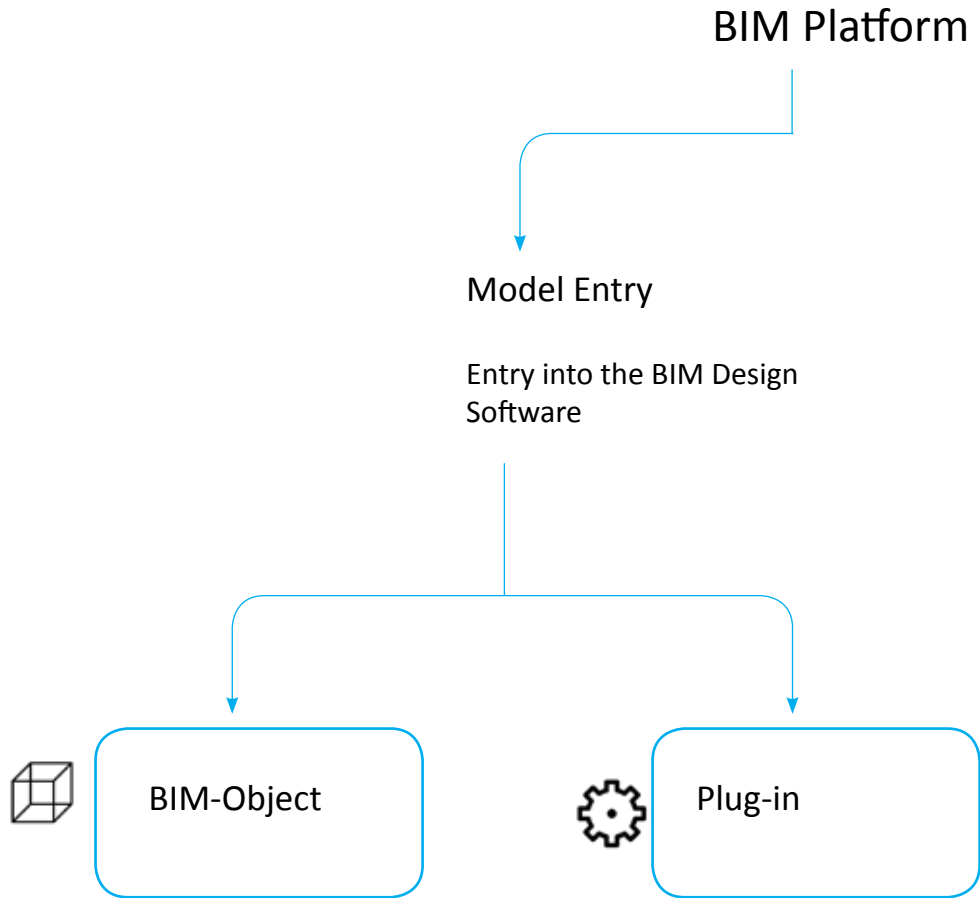 BIM Platform
Model Entry
Entry into the BIM Design
Software
BIM-Object
Plug-in